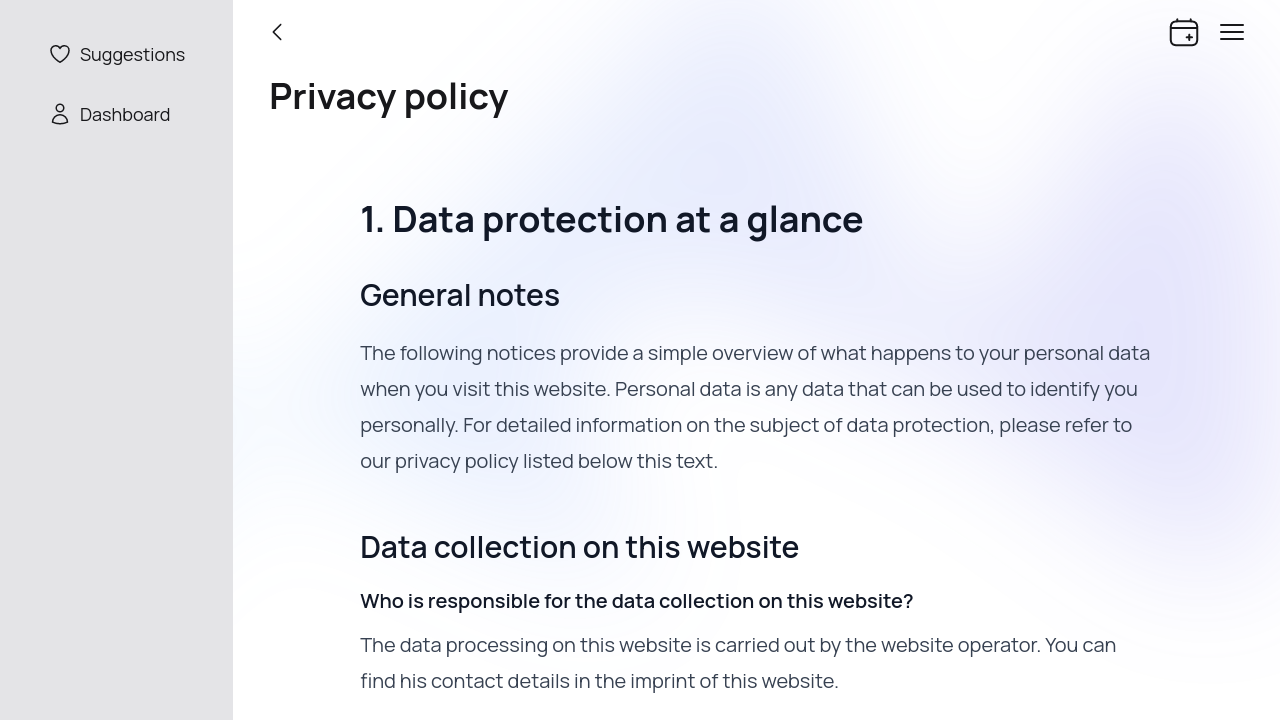 Suggestions
Dashboard
Privacy policy
1. Data protection at a glance
General notes
The following notices provide a simple overview of what happens to your personal data
when you visit this website. Personal data is any data that can be used to identify you
personally. For detailed information on the subject of data protection, please refer to
our privacy policy listed below this text.
Data collection on this website
Who is responsible for the data collection on this website?
The data processing on this website is carried out by the website operator. You can
find his contact details in the imprint of this website.